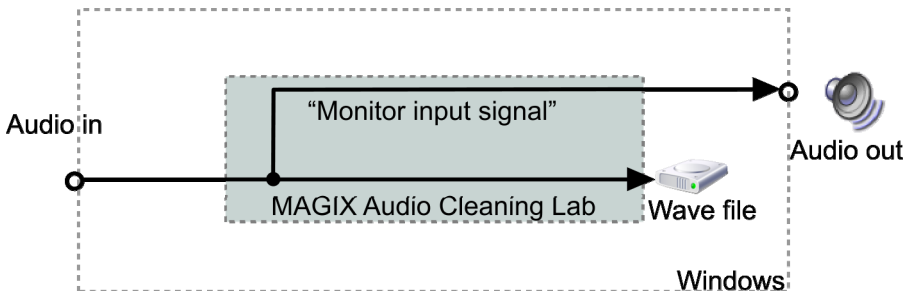 “Monitor input signal”
Audio in
Audio out
MAGIX Audio Cleaning Lab
Wave file
Windows